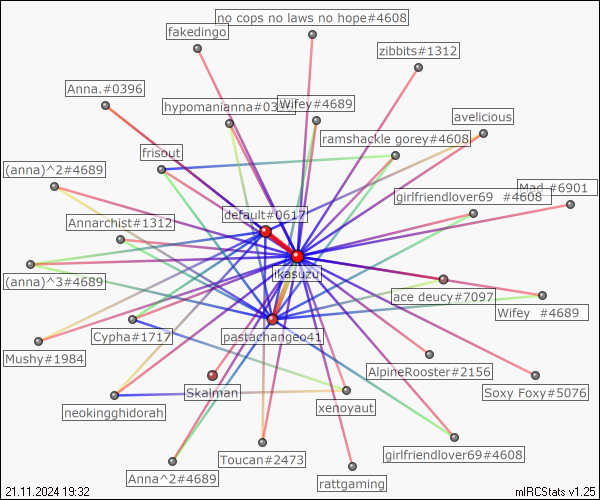 no cops no laws no hope#4608
fakedingo
zibbits#1312
Anna.#0396
hypomanianna#03
Wifey#4689
avelicious
ramshackle gorey#4608
frisout
(anna)^2#4689
girlfriendlover69 #4608
Mad #6901
default#0617
Annarchist#1312
ikasuzu
(anna)^3#4689
ace deucy#7097
Wifey #4689
Cypha#1717
pastachangeo41
Mushy#1984
AlpineRooster#2156
Skalman
Soxy Foxy#5076
neokingghidorah
xenoyaut
girlfriendlover69#4608
Toucan#2473
Anna^2#4689
rattgaming
21.11.2024 19:32
mIRCStats v1.25